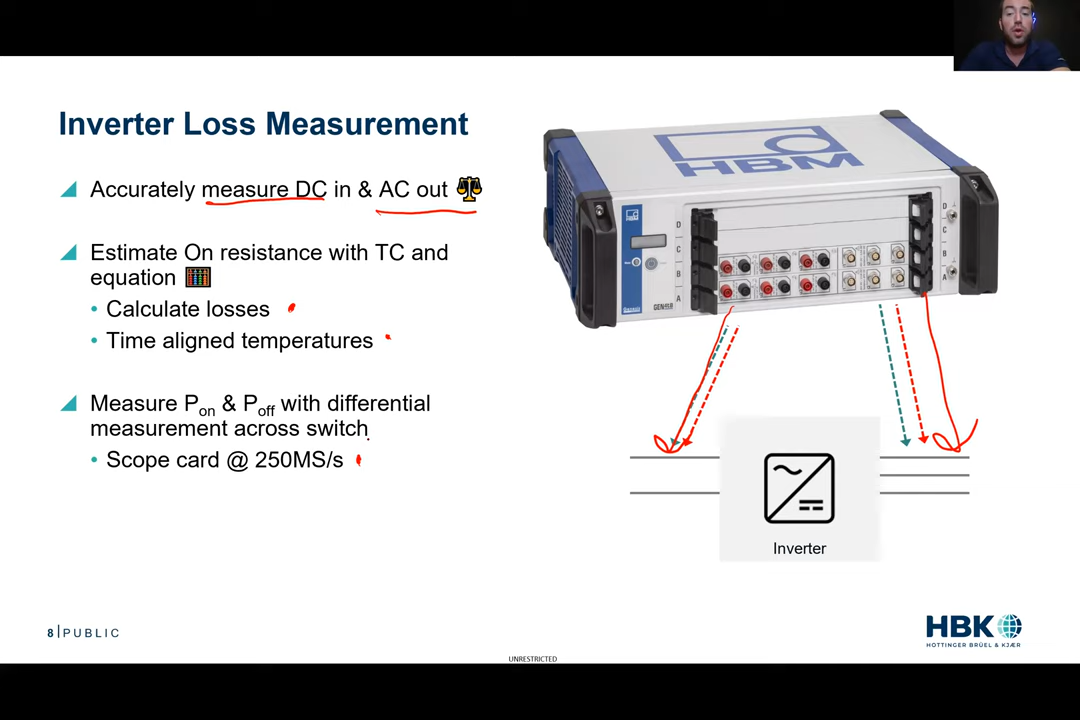 Inverter Loss Measurement
Accurately measure DC in & AC out
Estimate On resistance with TC and
equation
• Calculate losses
• Time aligned temperatures
Measure Pon & Poff with differential
measurement across switch
• Scope card @ 250MS/s
HBM
D
C
B
A
D
C
B
A
Inverter
8 | PUBLIC
HBK
HOTTINGER BRÜEL & KJÆR
UNRESTRICTED